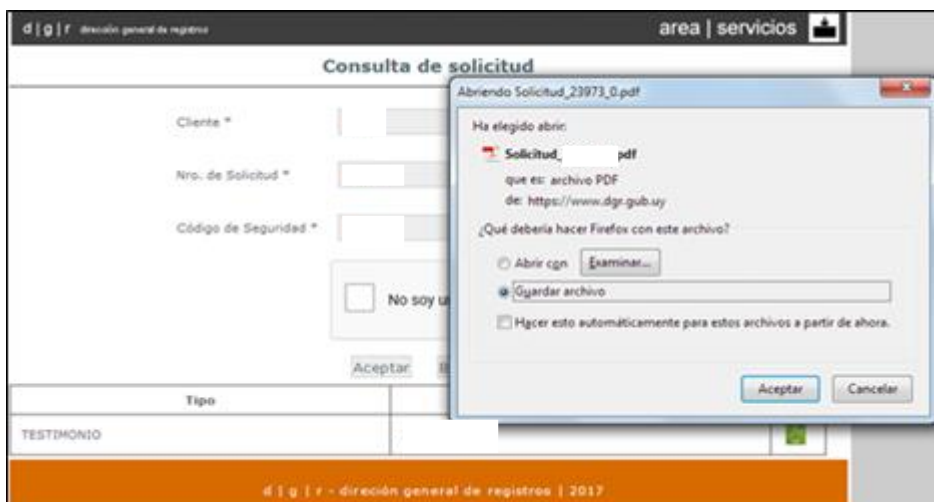 d | g | r dirección general de registros
area | servicios
Consulta de solicitud
Cliente *
Nro. de Solicitud *
Código de Seguridad *
No soy u
Aceptar
Tipo
TESTIMONIO
d | g | r - direción general de registros | 2017
Abriendo Solicitud_23973_0.pdf
Ha elegido abrir:
Solicitud_ pdf
que es: archivo PDF
de: https://www.dgr.gub.uy
¿Qué debería hacer Firefox con este archivo?
Abrir con
Examinar...
Guardar archivo
Hacer esto automáticamente para estos archivos a partir de ahora.
Aceptar
Cancelar